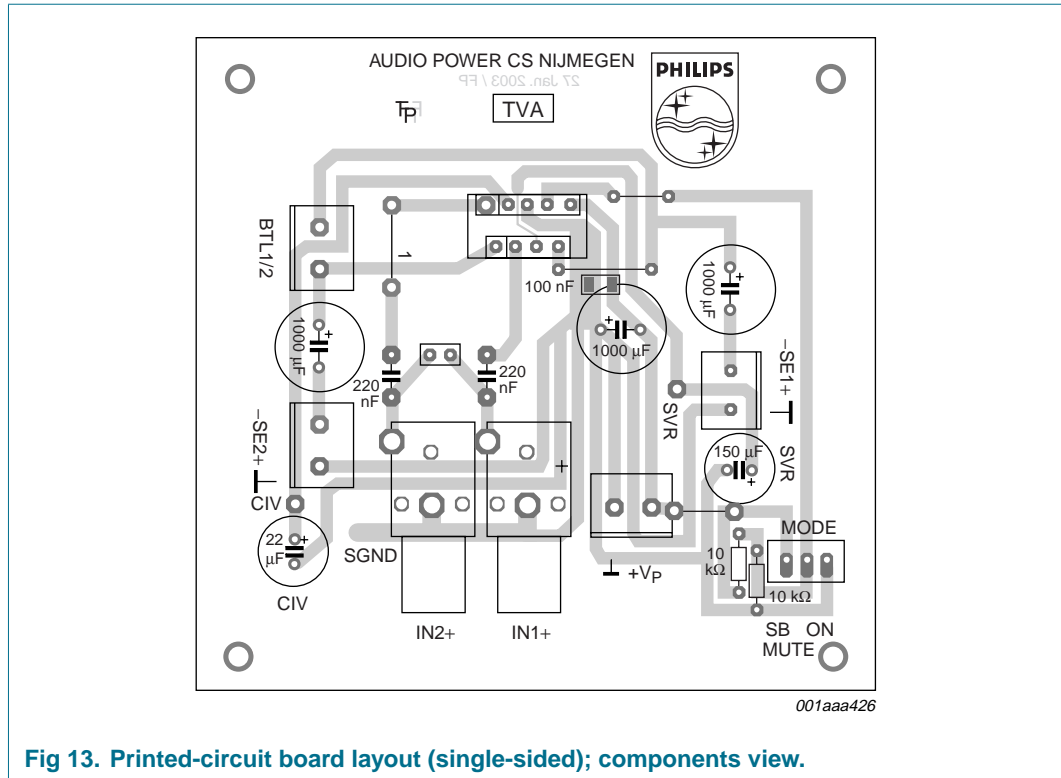 AUDIO POWER CS NIJMEGEN
27 Jan. 2003 / FP
PHILIPS
TVA
BTL1/2
1
100 nF
1000 µF
1000 µF
1000 µF
220
nF
220
nF
−SE1+
SVR
−SE2+
150 µF
SVR
+
CIV
MODE
22
µF
SGND
+VP
10
kΩ
10 kΩ
CIV
IN2+
IN1+
SB ON
MUTE
001aaa426
Fig 13. Printed-circuit board layout (single-sided); components view.